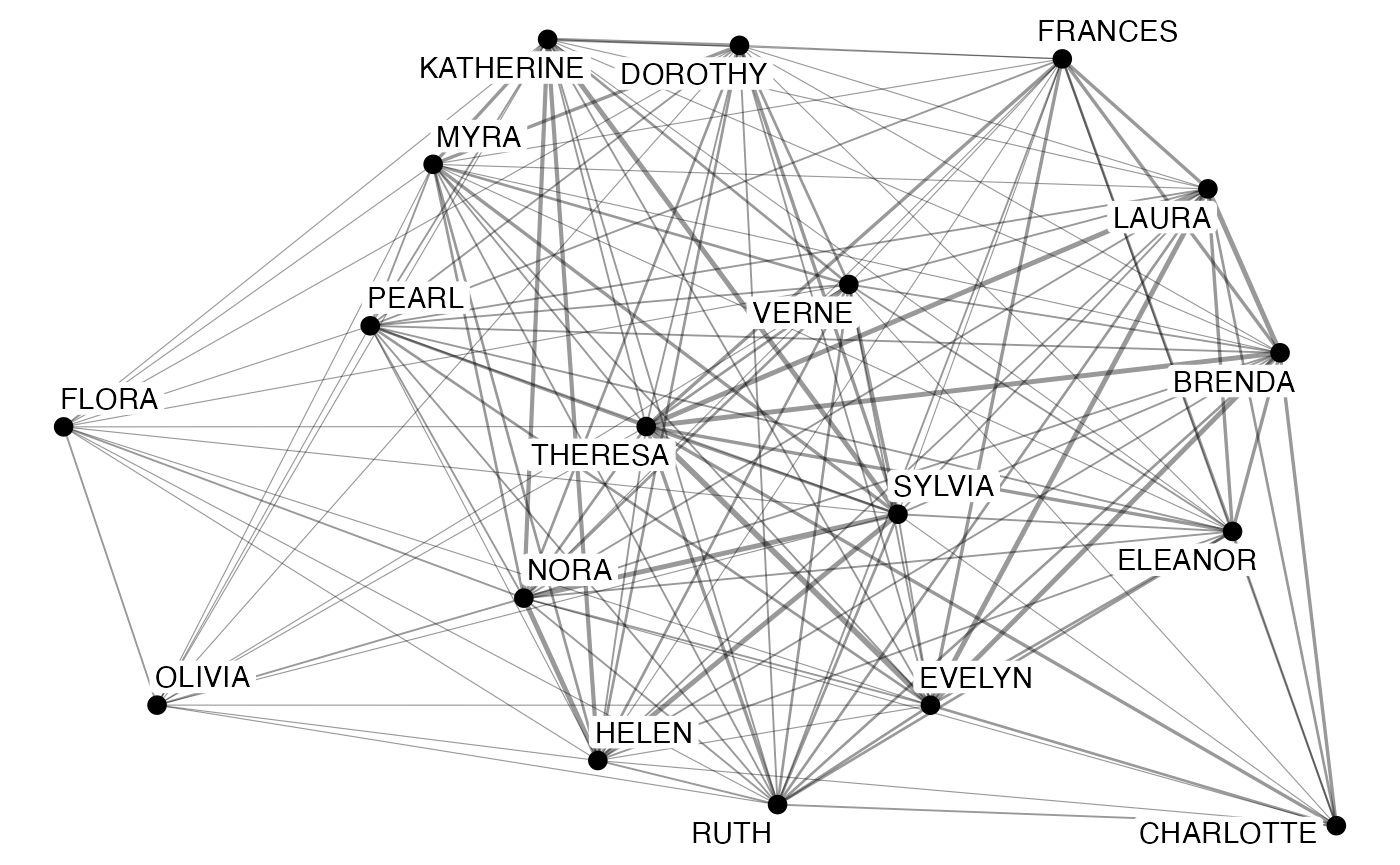 FRANCES
KATHERINE
DOROTHY
MYRA
LAURA
PEARL
VERNE
BRENDA
FLORA
THERESA
SYLVIA
ELEANOR
NORA
OLIVIA
EVELYN
HELEN
RUTH
CHARLOTTE